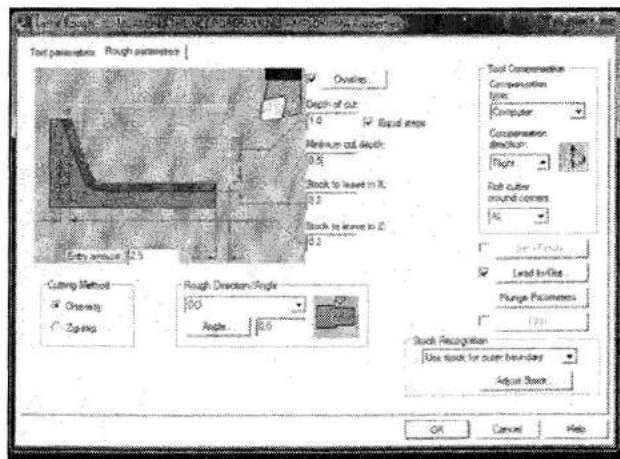 Tool parameters Rough parameters
Overlap...
Depth of cut:
1.0
Equal steps
Minimum cut depth:
0.5
Stock to leave in X:
0.2
Stock to leave in Z:
0.2
Entry amount: 2.5
Cutting Method
One-way
Zig-zag
Rough Direction/Angle
OD
Angle...
0.0
Tool Compensation
Compensation
type:
Computer
Compensation
direction:
Right
Roll cutter
around corners:
All
Lead In/Out...
Plunge Parameters
Filter
Stock Recognition
Use stock for outer boundary
Adjust Stock...
OK Cancel Help